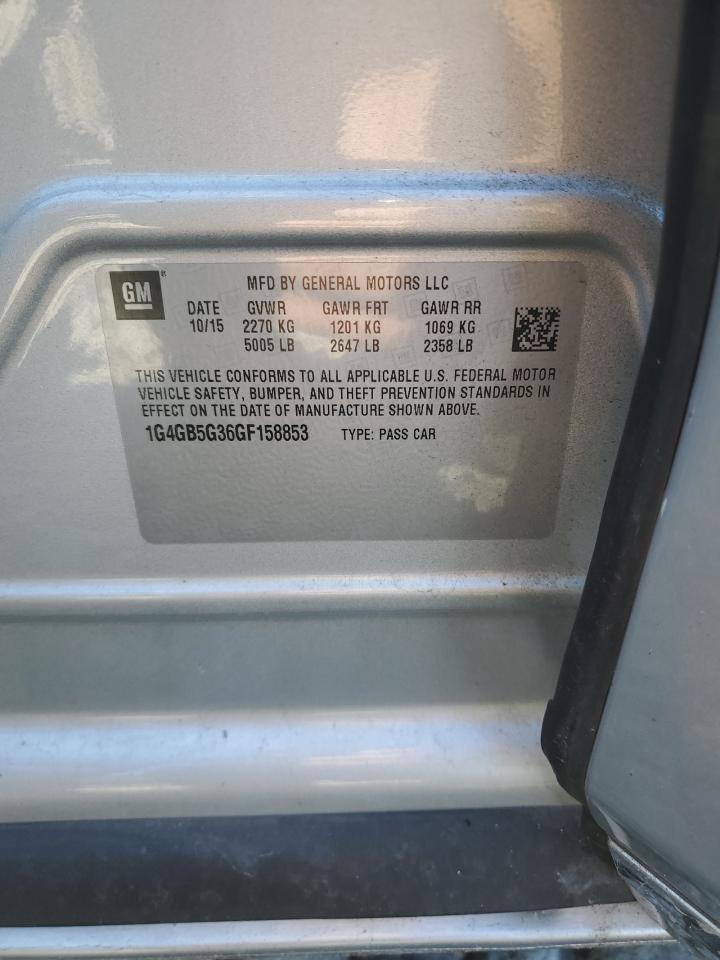 GM
MFD BY GENERAL MOTORS LLC
DATE GVWR GAWR FRT GAWR RR
10/15 2270 KG 1201 KG 1069 KG
5005 LB 2647 LB 2358 LB
THIS VEHICLE CONFORMS TO ALL APPLICABLE U.S. FEDERAL MOTOR
VEHICLE SAFETY, BUMPER, AND THEFT PREVENTION STANDARDS IN
EFFECT ON THE DATE OF MANUFACTURE SHOWN ABOVE.
1G4GB5G36GF158853 TYPE: PASS CAR